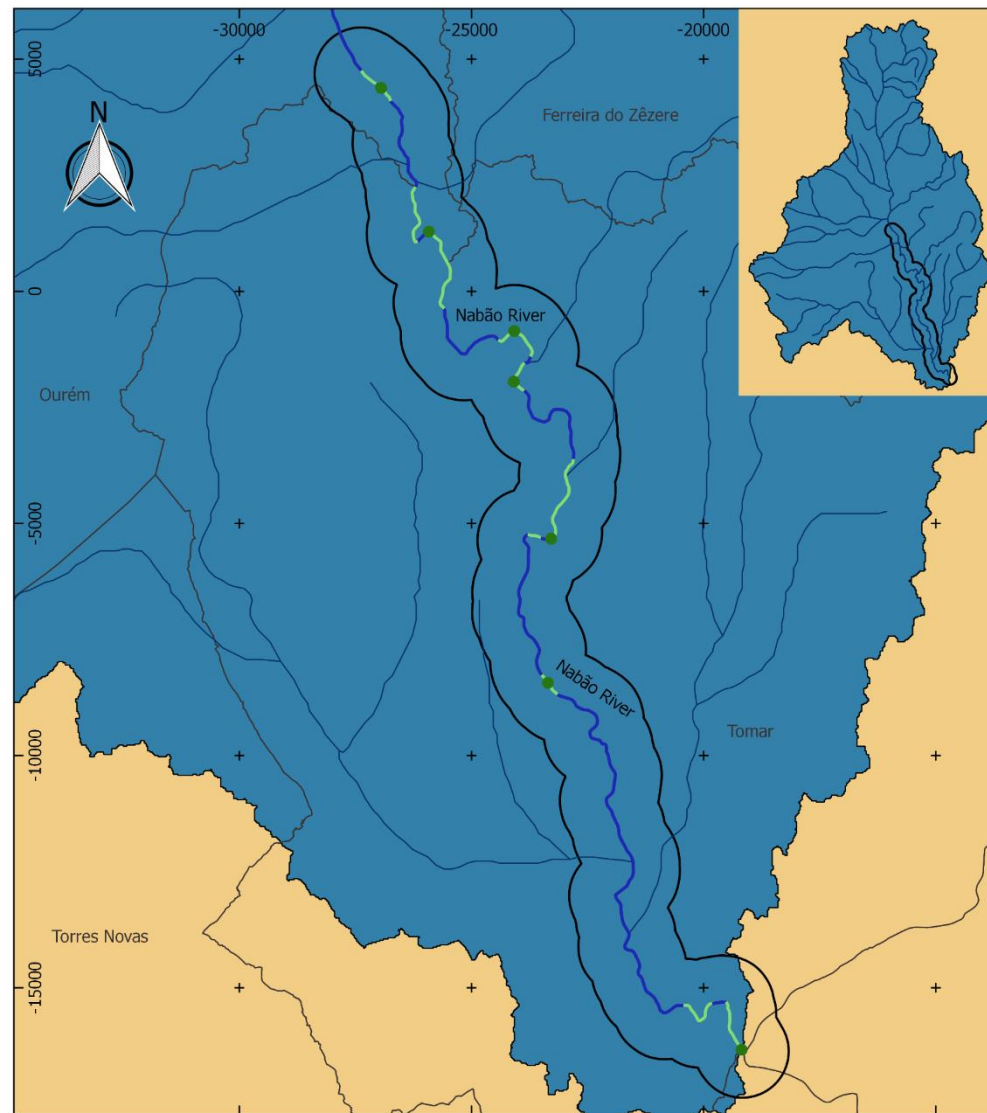 -30000
-25000
-20000
5000
N
Ferreira do Zêzere
0
Nabão River
Ourém
-5000
Nabão River
Tomar
-10000
Torres Novas
-15000